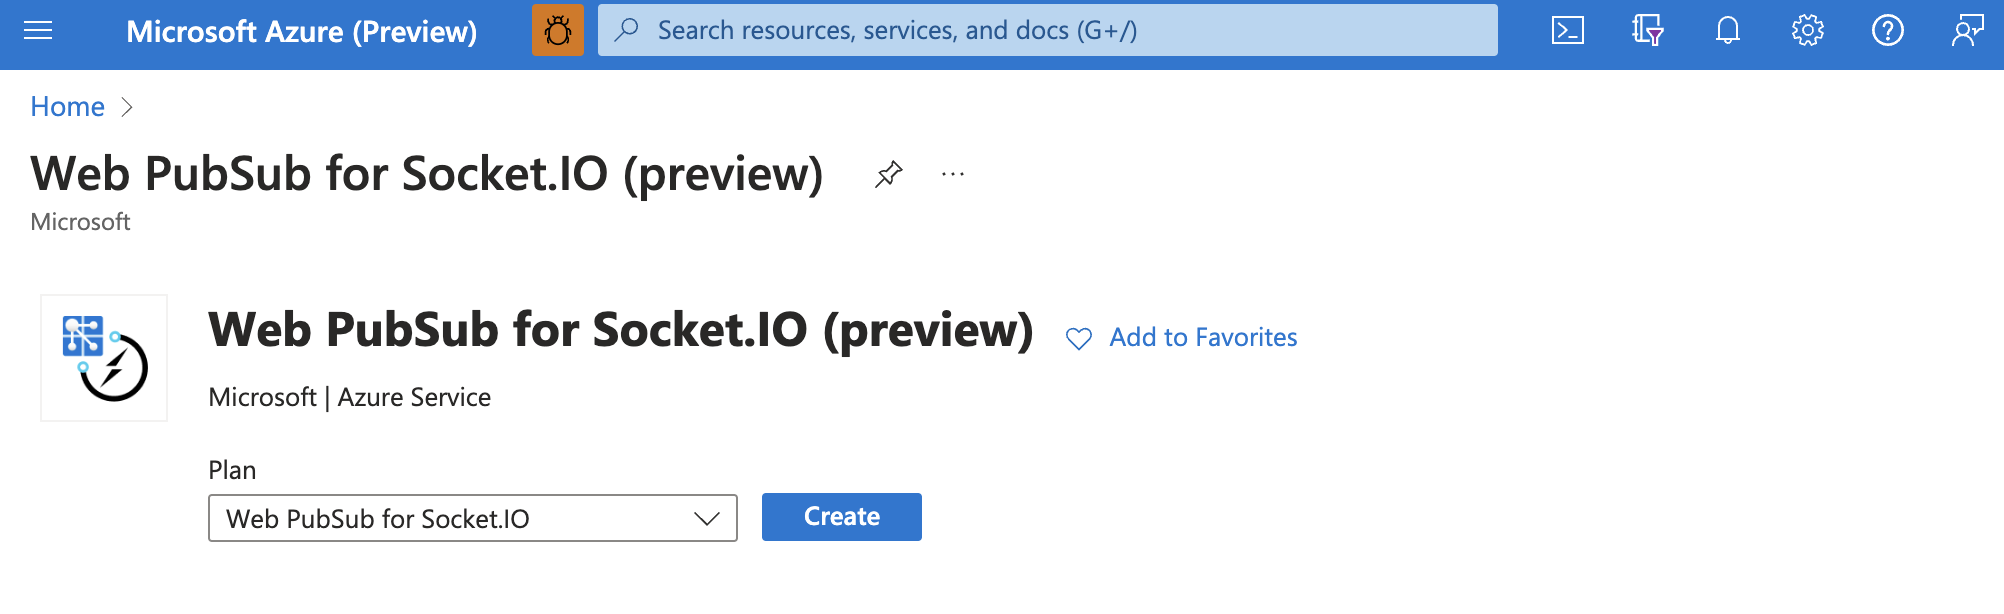 Microsoft Azure (Preview)
Search resources, services, and docs (G+/)
Home
Web PubSub for Socket.IO (preview)
Microsoft
Web PubSub for Socket.IO (preview)
Add to Favorites
Microsoft | Azure Service
Plan
Web PubSub for Socket.IO
Create